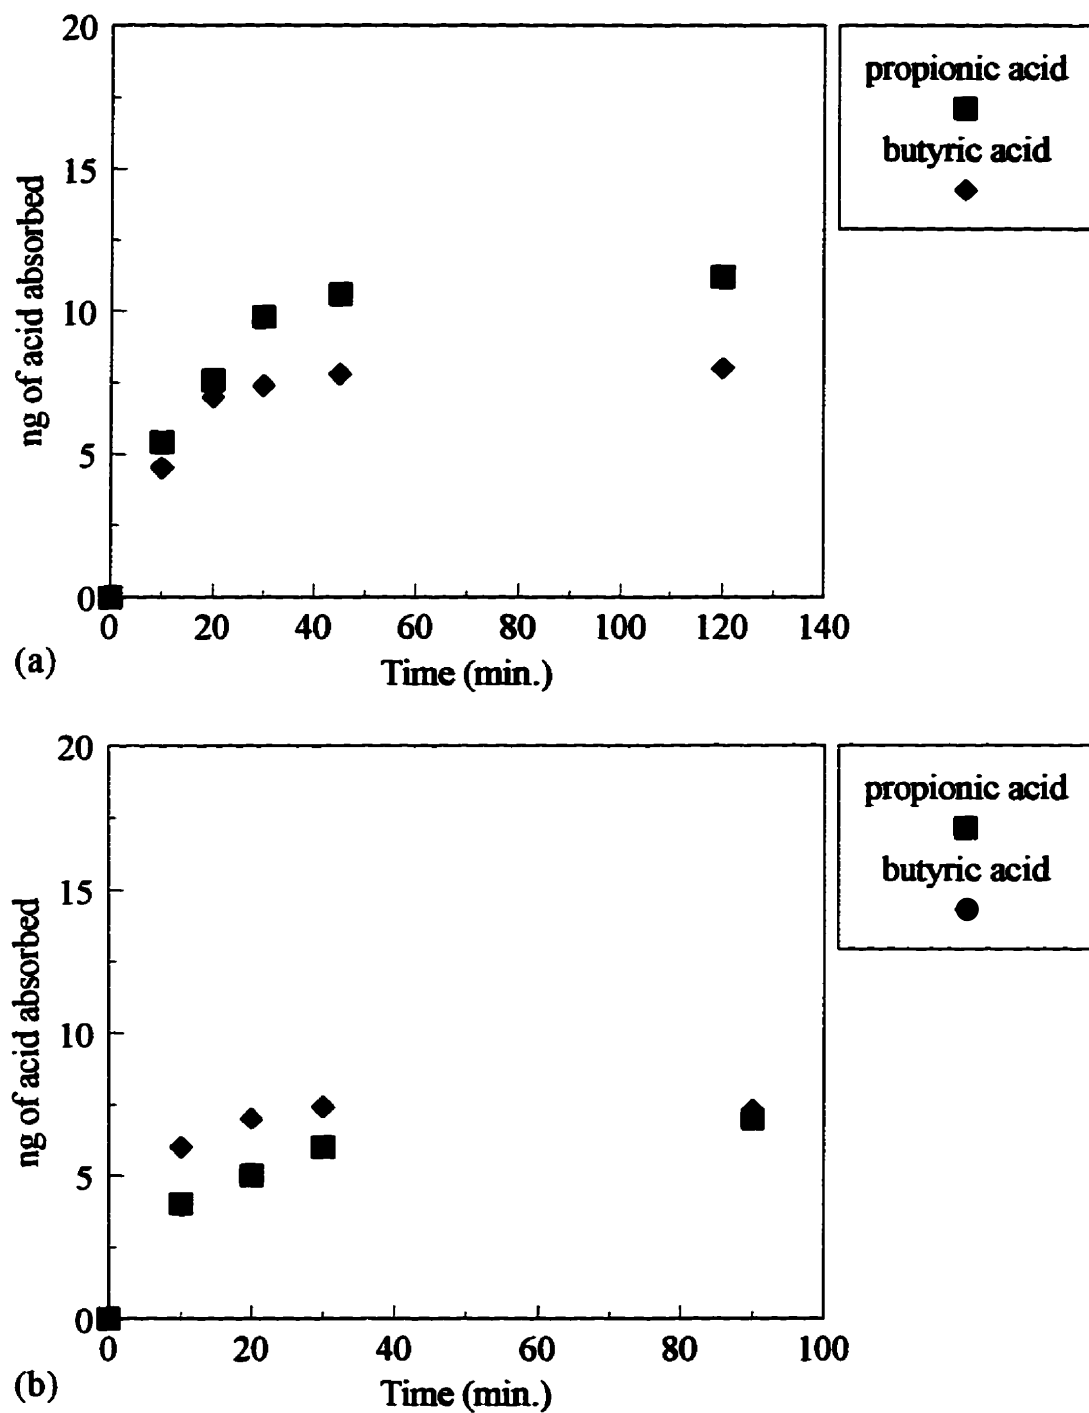 20
15
10
5
0
ng of acid absorbed
0 20 40 60 80 100 120 140
Time (min.)
(a)
propionic acid
butyric acid
20
15
10
5
0
ng of acid absorbed
0 20 40 60 80 100
Time (min.)
(b)
propionic acid
butyric acid